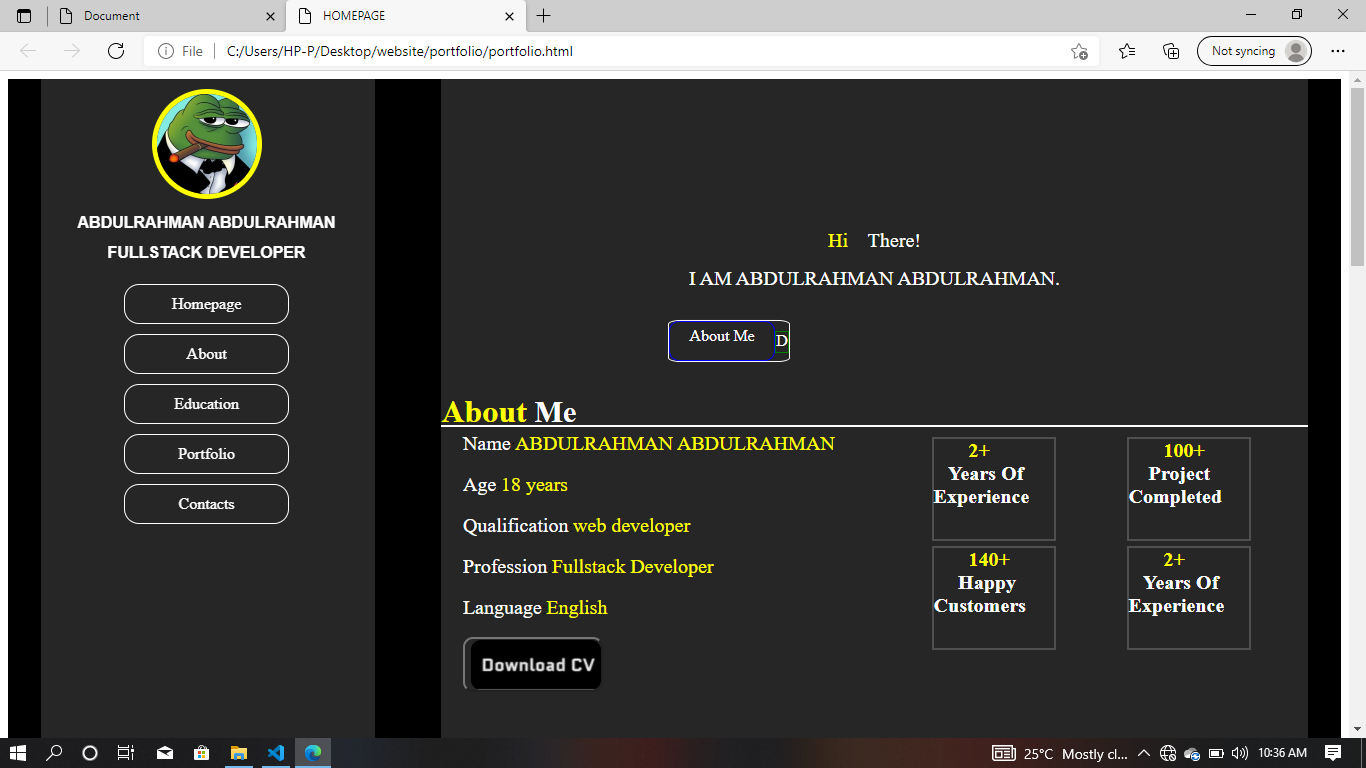 Document
HOMEPAGE
File
C:/Users/HP-P/Desktop/website/portfolio/portfolio.html
Not syncing
ABDULRAHMAN ABDULRAHMAN
FULLSTACK DEVELOPER
Homepage
About
Education
Portfolio
Contacts
Hi There!
I AM ABDULRAHMAN ABDULRAHMAN.
About Me D
About Me
Name ABDULRAHMAN ABDULRAHMAN
Age 18 years
Qualification web developer
Profession Fullstack Developer
Language English
Download CV
2+
Years Of
Experience
100+
Project
Completed
140+
Happy
Customers
2+
Years Of
Experience
25°C Mostly cl...
10:36 AM